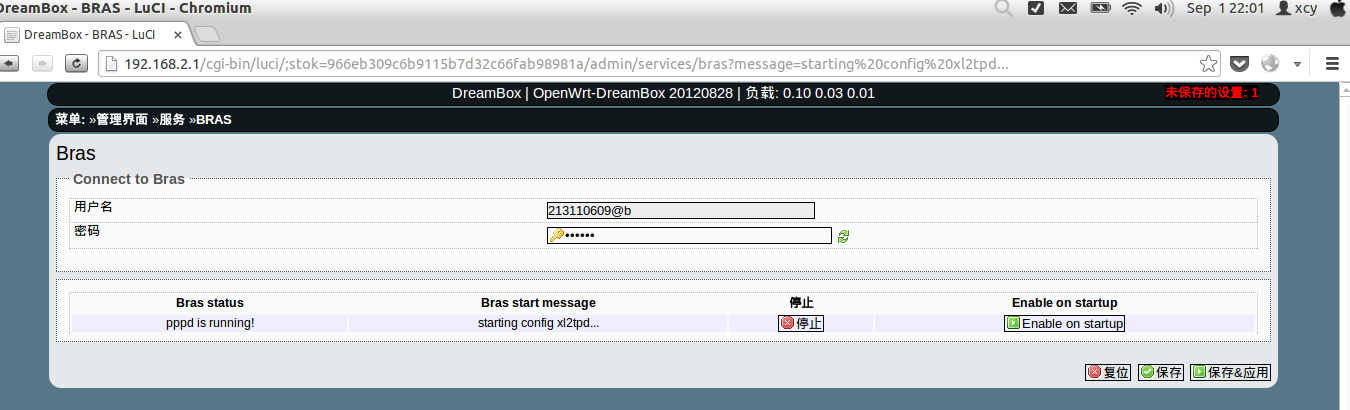 DreamBox - BRAS - LuCI - Chromium
Sep 1 22:01 xcy
DreamBox - BRAS - LuCI
192.168.2.1/cgi-bin/luci/;stok=966eb309c6b9115b7d32c66fab98981a/admin/services/bras?message=starting%20config%20xl2tpd...
DreamBox | OpenWrt-DreamBox 20120828 | 负载: 0.10 0.03 0.01
未保存的设置: 1
菜单: »管理界面 »服务 »BRAS
Bras
Connect to Bras
用户名 213110609@b
密码 ••••••
Bras status Bras start message 停止 Enable on startup
pppd is running! starting config xl2tpd... 停止 Enable on startup
复位 保存 保存&应用